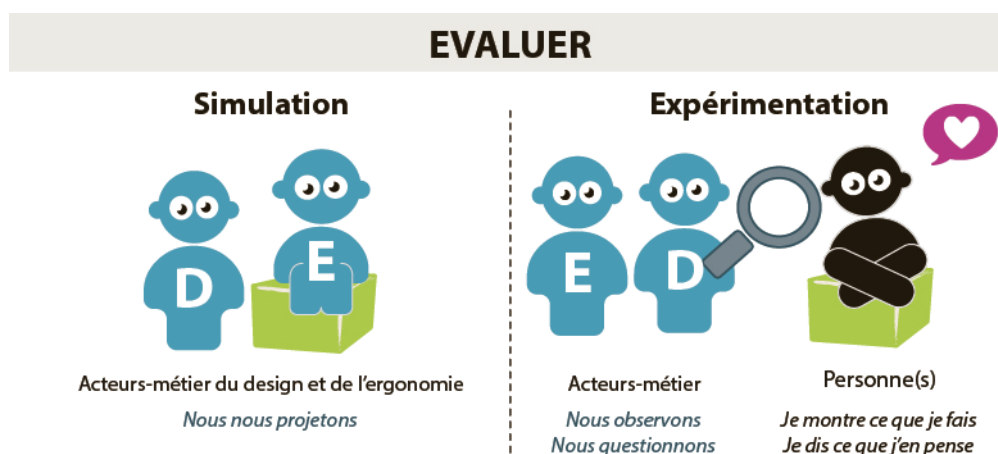 EVALUER
Simulation
D
E
Acteurs-métier du design et de l'ergonomie
Nous nous projetons
Expérimentation
E
D
Acteurs-métier
Nous observons
Nous questionnons
Personne(s)
Je montre ce que je fais
Je dis ce que j'en pense